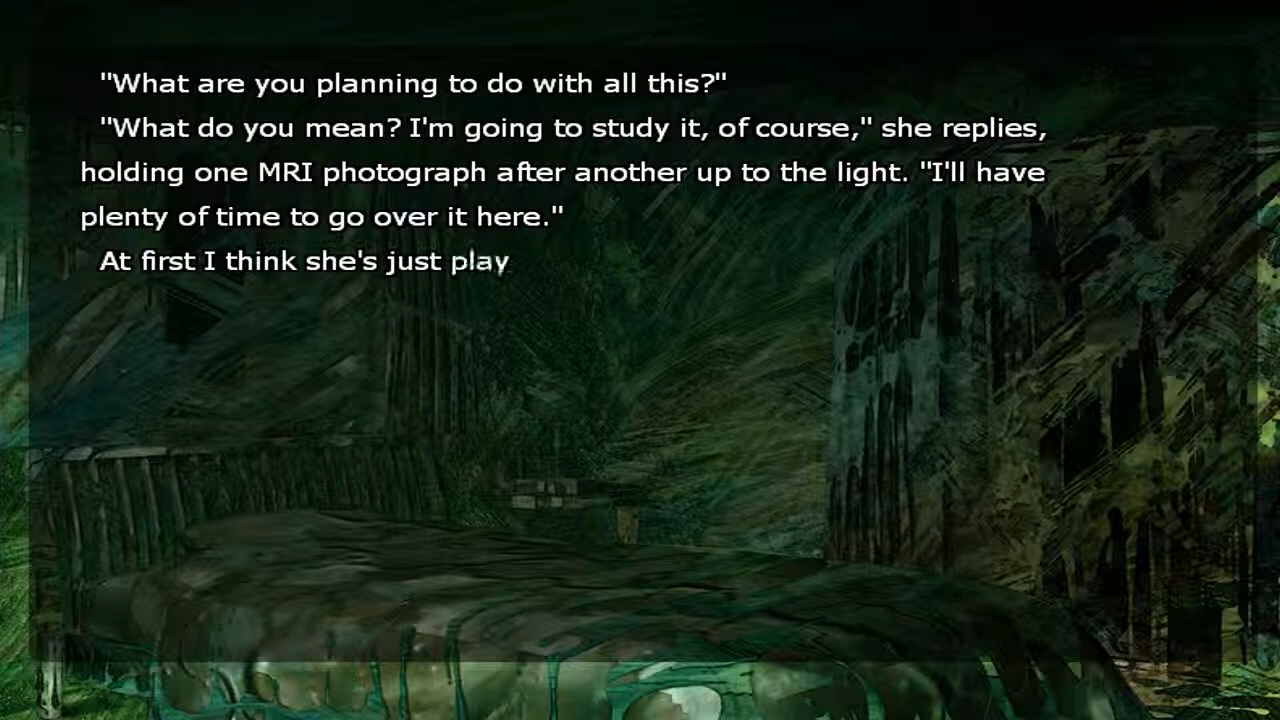 "What are you planning to do with all this?"
"What do you mean? I'm going to study it, of course," she replies,
holding one MRI photograph after another up to the light. "I'll have
plenty of time to go over it here."
At first I think she's just play